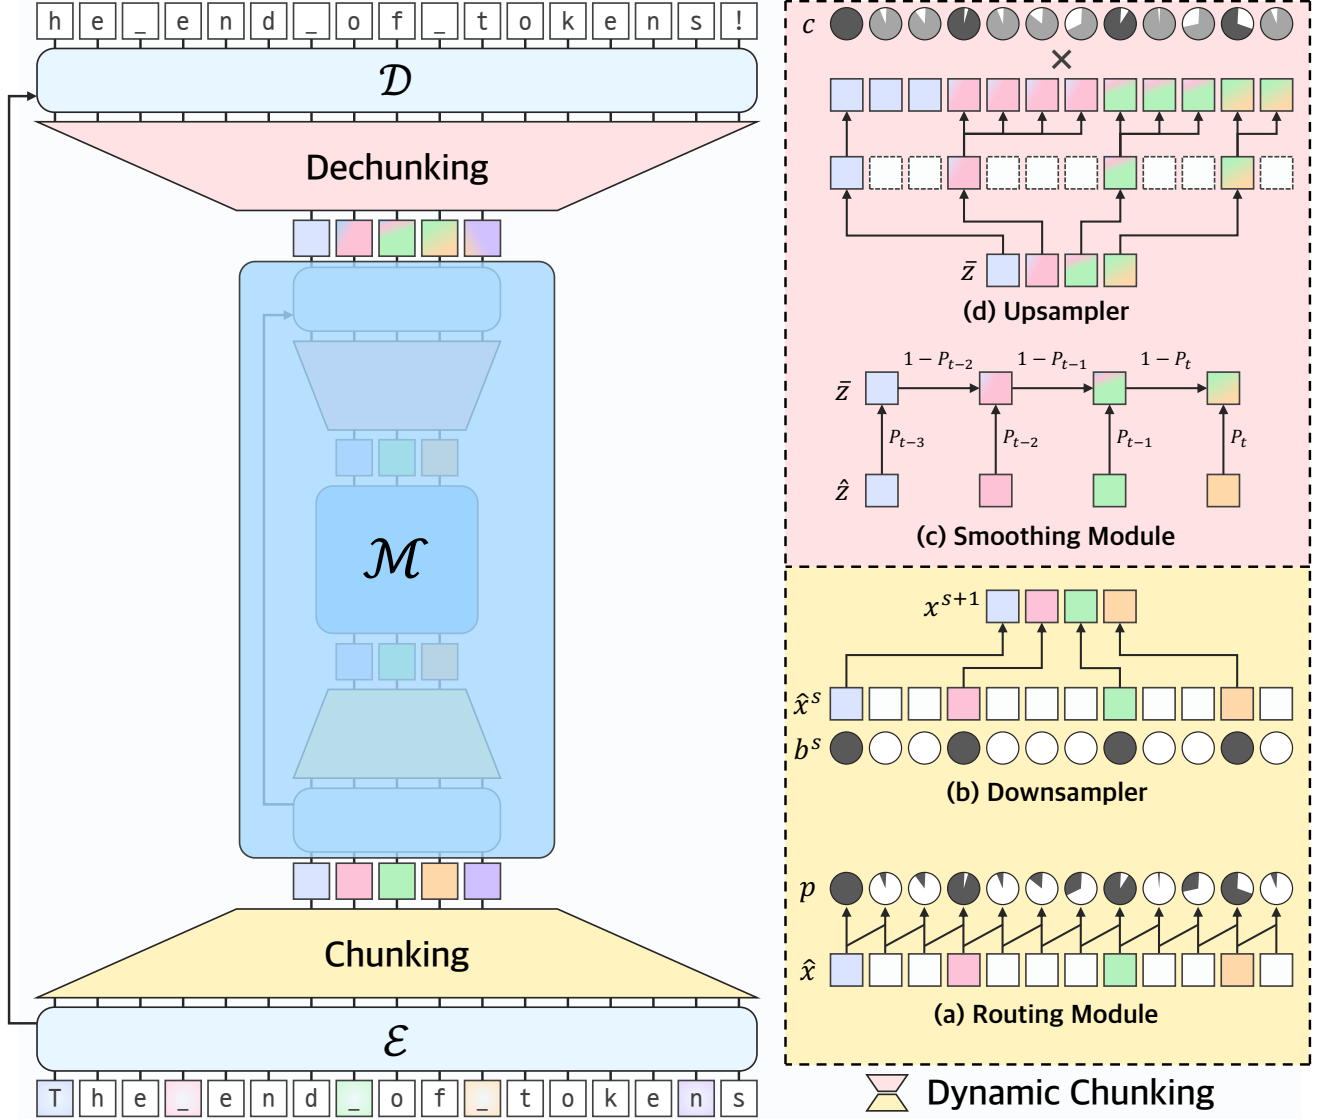 h e _ e n d _ o f _ t o k e n s !
𝒟
Dechunking
ℳ
Chunking
ℰ
T h e _ e n d _ o f _ t o k e n s
c
×
z̄
(d) Upsampler
1 − P_{t−2} 1 − P_{t−1} 1 − P_t
z̄
P_{t−3} P_{t−2} P_{t−1} P_t
ẑ
(c) Smoothing Module
x^{s+1}
x̂^s
b^s
(b) Downsampler
p
x̂
(a) Routing Module
Dynamic Chunking